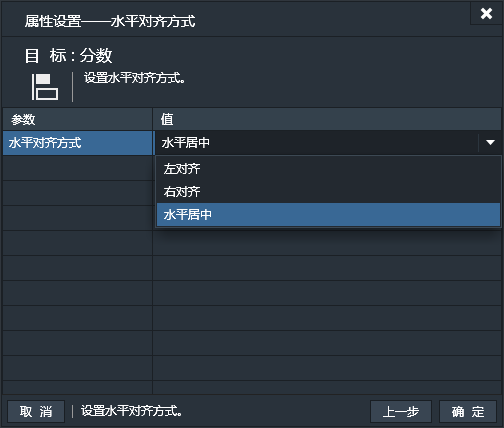 属性设置——水平对齐方式
目 标 : 分数
设置水平对齐方式。
参数 值
水平对齐方式 水平居中
左对齐
右对齐
水平居中
取 消 设置水平对齐方式。 上一步 确 定